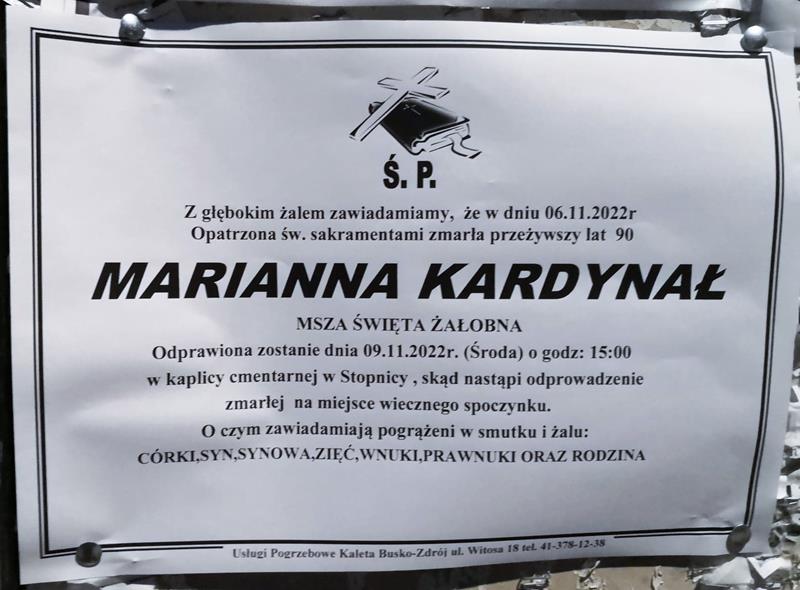 Ś. P.
Z głębokim żalem zawiadamiamy, że w dniu 06.11.2022r
Opatrzona św. sakramentami zmarła przeżywszy lat 90
MARIANNA KARDYNAŁ
MSZA ŚWIĘTA ŻAŁOBNA
Odprawiona zostanie dnia 09.11.2022r. (Środa) o godz: 15:00
w kaplicy cmentarnej w Stopnicy , skąd nastąpi odprowadzenie
zmarłej na miejsce wiecznego spoczynku.
O czym zawiadamiają pogrążeni w smutku i żalu:
CÓRKI,SYN,SYNOWA,ZIĘĆ,WNUKI,PRAWNUKI ORAZ RODZINA
Usługi Pogrzebowe Kaleta Busko-Zdrój ul. Witosa 18 tel. 41-378-12-38